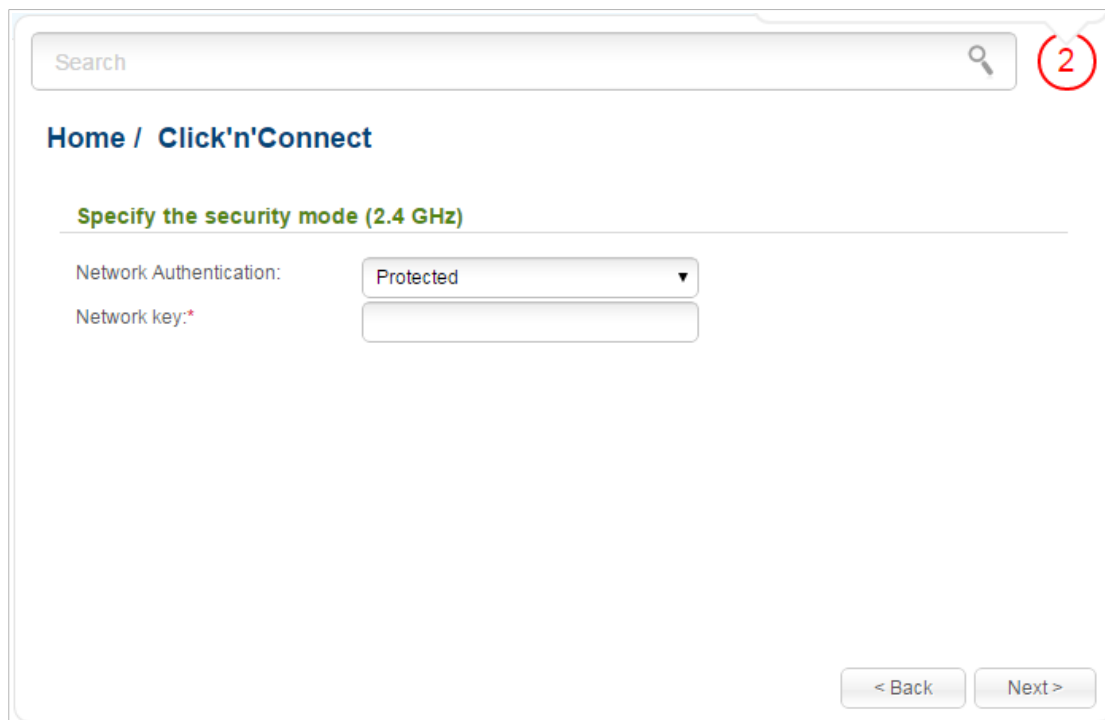 Search
2
Home / Click'n'Connect
Specify the security mode (2.4 GHz)
Network Authentication: Protected
Network key:*
< Back Next >